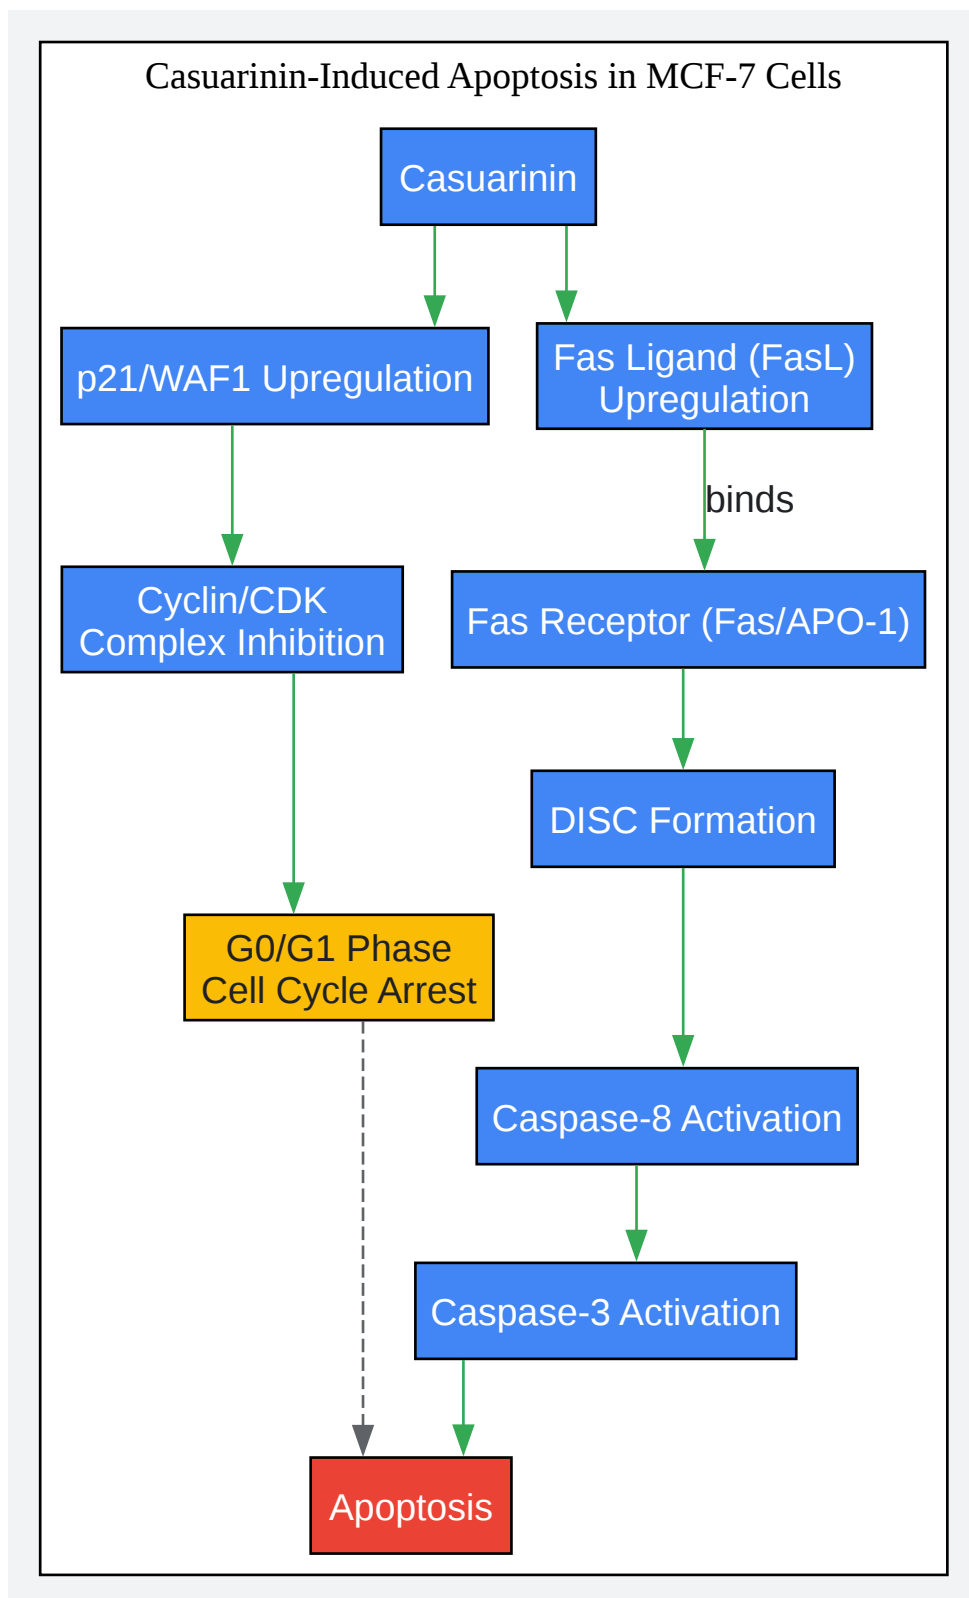 Casuarinin-Induced Apoptosis in MCF-7 Cells
Casuarinin
p21/WAF1 Upregulation
Fas Ligand (FasL)
Upregulation
binds
Cyclin/CDK
Complex Inhibition
Fas Receptor (Fas/APO-1)
DISC Formation
G0/G1 Phase
Cell Cycle Arrest
Caspase-8 Activation
Caspase-3 Activation
Apoptosis